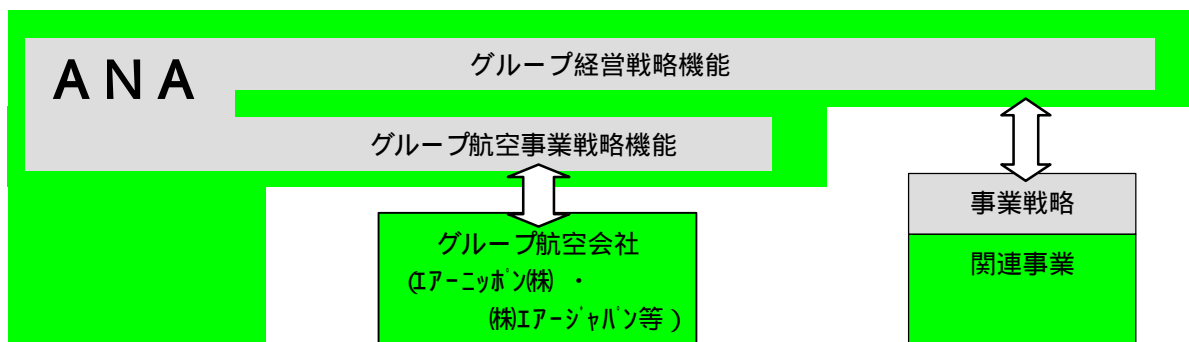 ANA
グループ経営戦略機能
グループ航空事業戦略機能
事業戦略
グループ航空会社
(エアーニッポン(株) ・
(株)エアージャパン等 )
関連事業